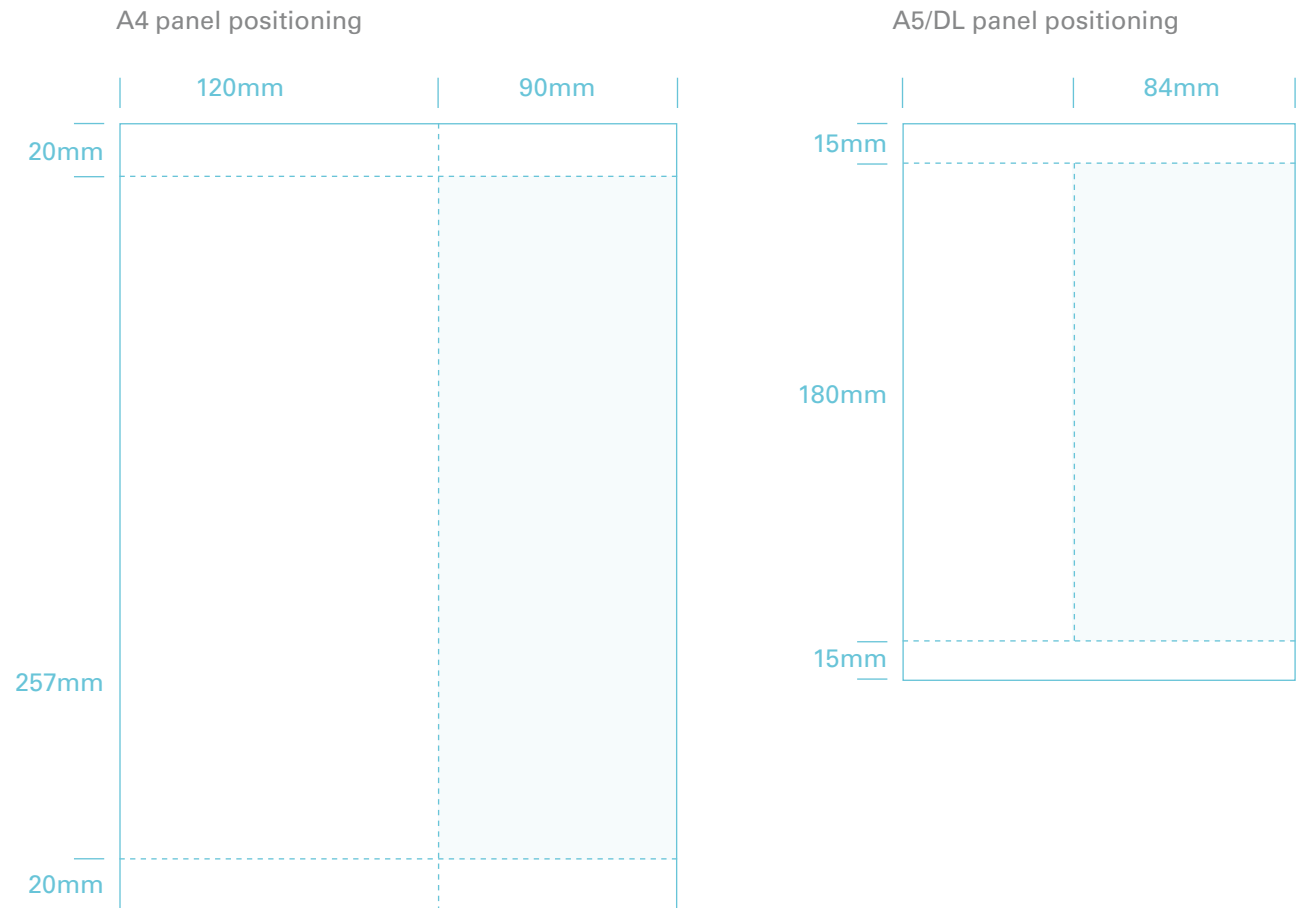 A4 panel positioning
120mm
90mm
20mm
257mm
20mm
A5/DL panel positioning
84mm
15mm
180mm
15mm